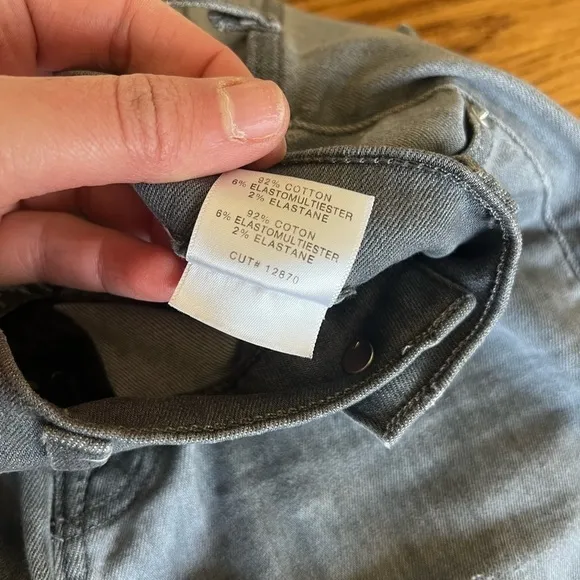 92% COTTON
6% ELASTOMULTIESTER
2% ELASTANE
92% COTON
6% ELASTOMULTIESTER
2% ELASTANE
CUT# 12870